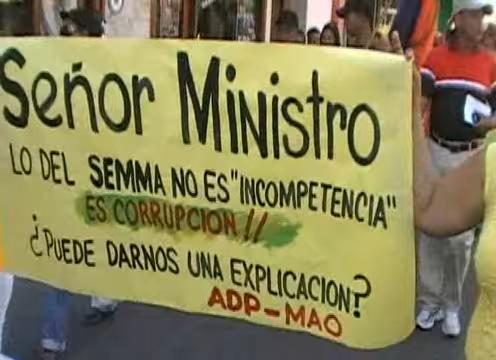 Señor Ministro
LO DEL SEMMA NO ES "INCOMPETENCIA"
ES CORRUPCION!!
¿PUEDE DARNOS UNA EXPLICACION?
ADP-MAO